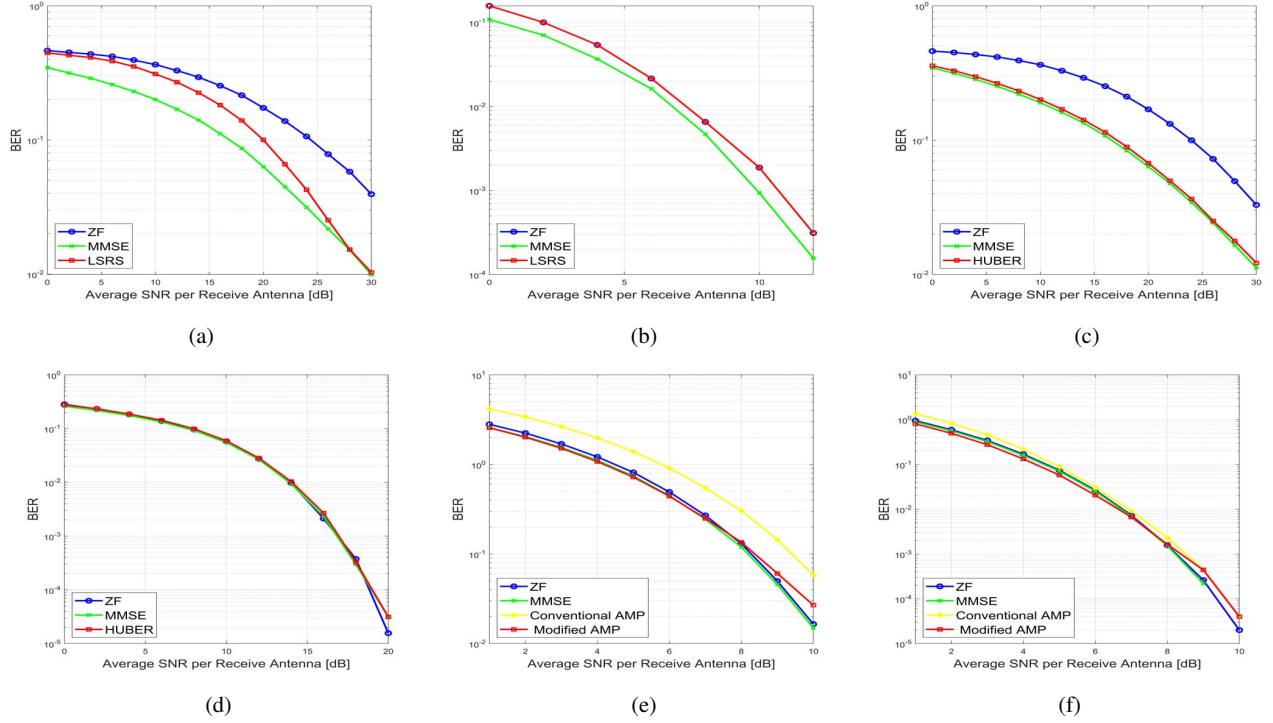 10^0
10^-1
10^-2
BER
0 5 10 15 20 25 30
Average SNR per Receive Antenna [dB]
ZF
MMSE
LSRS
(a)
10^-1
10^-2
10^-3
10^-4
BER
0 5 10
Average SNR per Receive Antenna [dB]
ZF
MMSE
LSRS
(b)
10^0
10^-1
10^-2
BER
0 5 10 15 20 25 30
Average SNR per Receive Antenna [dB]
ZF
MMSE
HUBER
(c)
10^0
10^-1
10^-2
10^-3
10^-4
10^-5
BER
0 5 10 15 20
Average SNR per Receive Antenna [dB]
ZF
MMSE
HUBER
(d)
10^1
10^0
10^-1
10^-2
BER
2 4 6 8 10
Average SNR per Receive Antenna [dB]
ZF
MMSE
Conventional AMP
Modified AMP
(e)
10^1
10^0
10^-1
10^-2
10^-3
10^-4
10^-5
BER
2 4 6 8 10
Average SNR per Receive Antenna [dB]
ZF
MMSE
Conventional AMP
Modified AMP
(f)